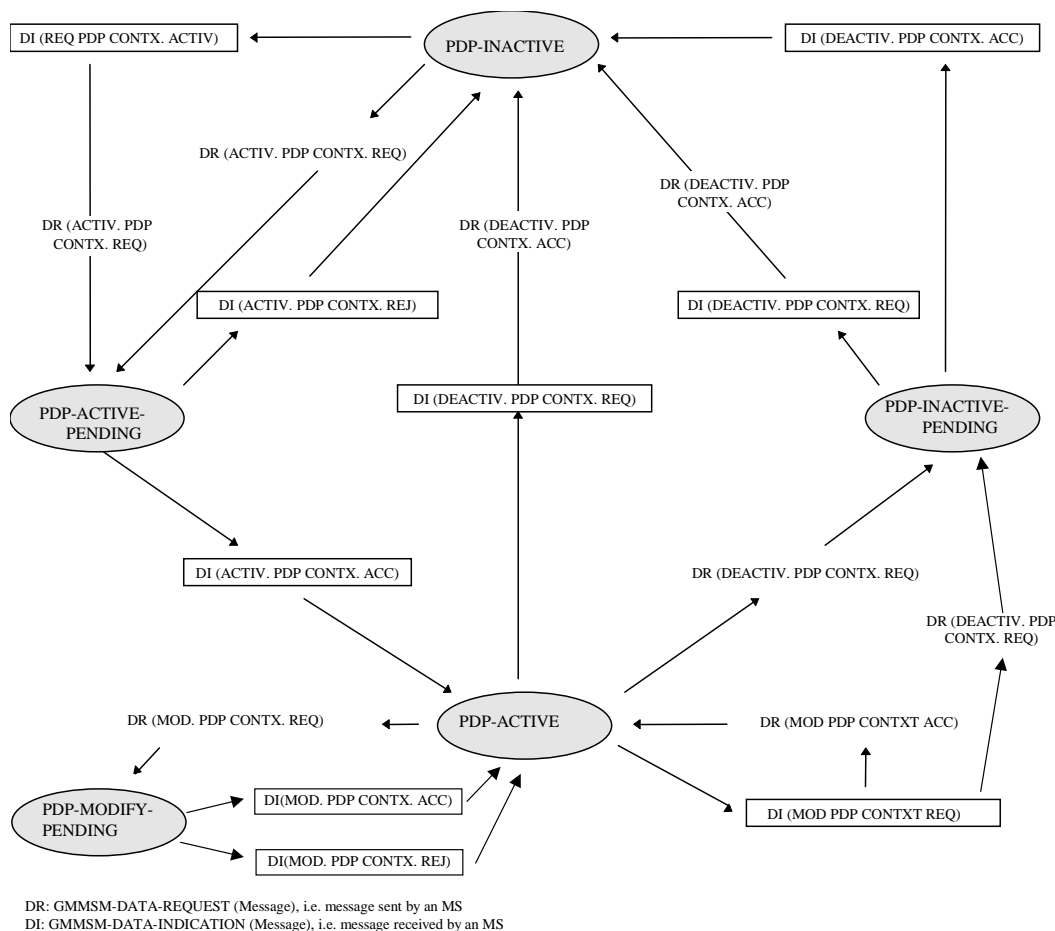 DI (REQ PDP CONTX. ACTIV)
PDP-INACTIVE
DI (DEACTIV. PDP CONTX. ACC)
DR (ACTIV. PDP CONTX. REQ)
DR (DEACTIV. PDP
CONTX. ACC)
DR (ACTIV. PDP
CONTX. REQ)
DR (DEACTIV. PDP
CONTX. ACC)
DI (ACTIV. PDP CONTX. REJ)
DI (DEACTIV. PDP CONTX. REQ)
PDP-ACTIVE-
PENDING
DI (DEACTIV. PDP CONTX. REQ)
PDP-INACTIVE-
PENDING
DI (ACTIV. PDP CONTX. ACC)
DR (DEACTIV. PDP CONTX. REQ)
DR (DEACTIV. PDP
CONTX. REQ)
DR (MOD. PDP CONTX. REQ)
PDP-ACTIVE
DR (MOD PDP CONTXT ACC)
PDP-MODIFY-
PENDING
DI(MOD. PDP CONTX. ACC)
DI (MOD PDP CONTXT REQ)
DI(MOD. PDP CONTX. REJ)
DR: GMMSM-DATA-REQUEST (Message), i.e. message sent by an MS
DI: GMMSM-DATA-INDICATION (Message), i.e. message received by an MS